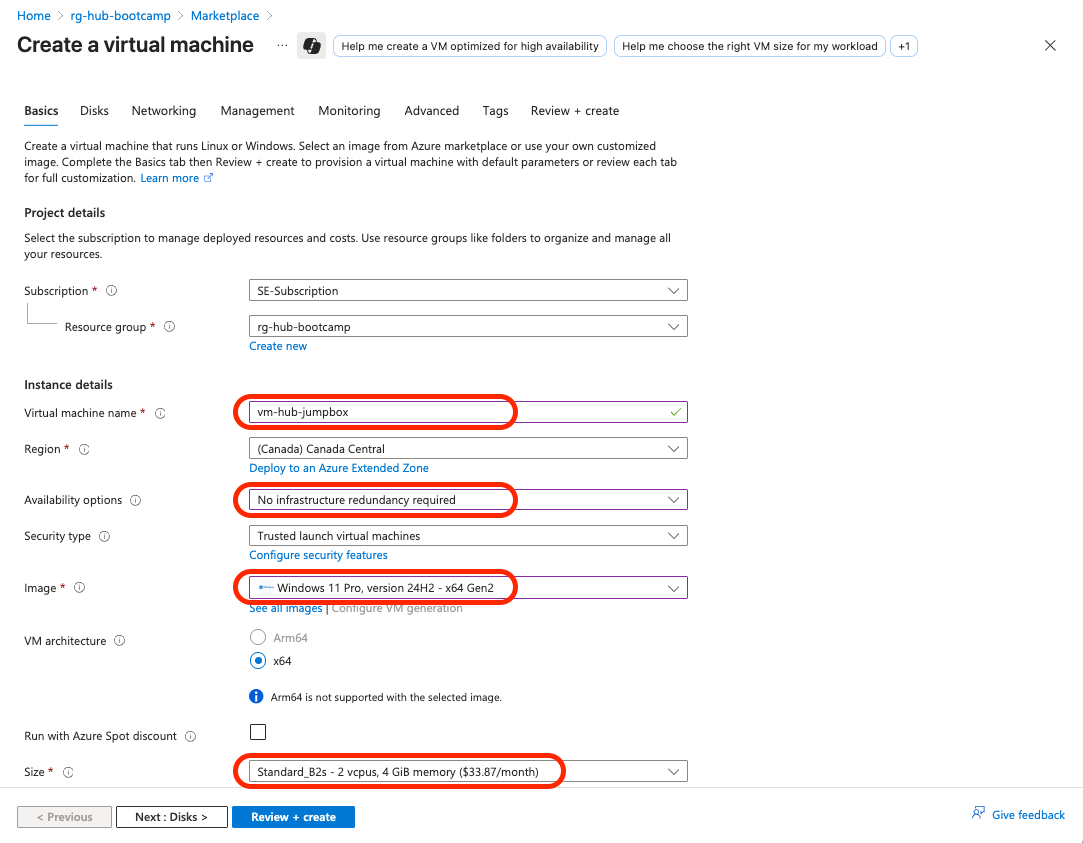 Home > rg-hub-bootcamp > Marketplace >
Create a virtual machine ... Help me create a VM optimized for high availability Help me choose the right VM size for my workload +1
Basics Disks Networking Management Monitoring Advanced Tags Review + create
Create a virtual machine that runs Linux or Windows. Select an image from Azure marketplace or use your own customized
image. Complete the Basics tab then Review + create to provision a virtual machine with default parameters or review each tab
for full customization. Learn more
Project details
Select the subscription to manage deployed resources and costs. Use resource groups like folders to organize and manage all
your resources.
Subscription * SE-Subscription
Resource group * rg-hub-bootcamp
Create new
Instance details
Virtual machine name * vm-hub-jumpbox
Region * (Canada) Canada Central
Deploy to an Azure Extended Zone
Availability options No infrastructure redundancy required
Security type Trusted launch virtual machines
Configure security features
Image * Windows 11 Pro, version 24H2 - x64 Gen2
See all images | Configure VM generation
VM architecture Arm64
x64
Arm64 is not supported with the selected image.
Run with Azure Spot discount
Size * Standard_B2s - 2 vcpus, 4 GiB memory ($33.87/month)
< Previous Next : Disks > Review + create Give feedback